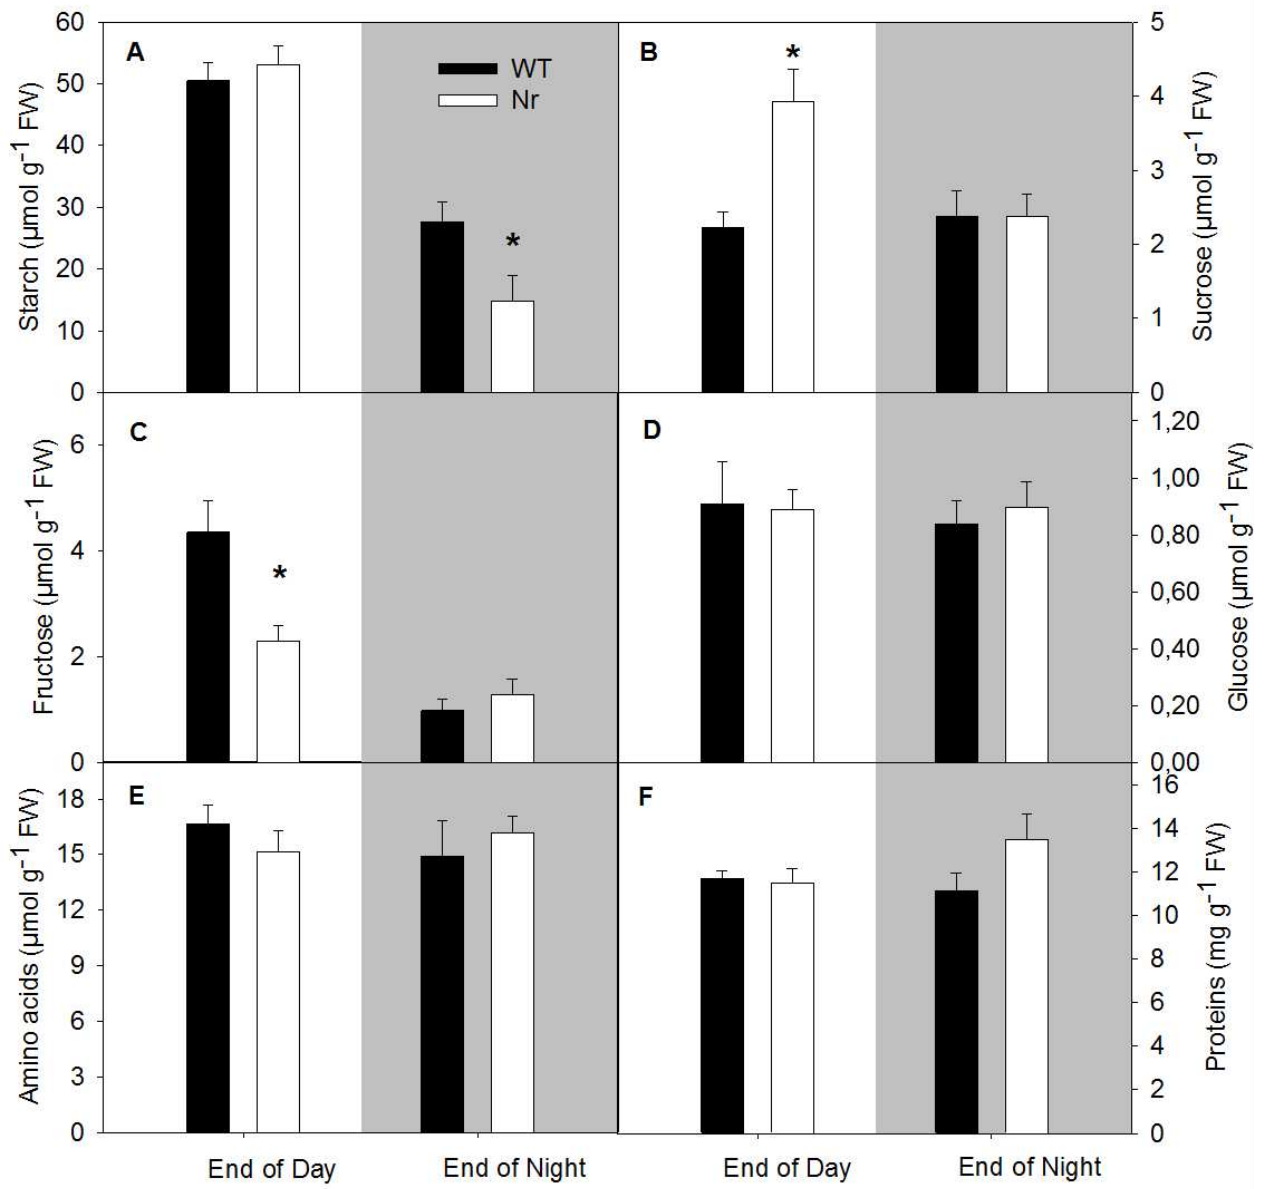 A
WT
Nr
*
60
50
40
30
20
10
0
Starch (µmol g⁻¹ FW)
B
*
5
4
3
2
1
0
Sucrose (µmol g⁻¹ FW)
C
*
6
4
2
0
Fructose (µmol g⁻¹ FW)
D
1,20
1,00
0,80
0,60
0,40
0,20
0,00
Glucose (µmol g⁻¹ FW)
E
18
15
12
9
6
3
0
Amino acids (µmol g⁻¹ FW)
F
16
14
12
10
8
6
4
2
0
Proteins (mg g⁻¹ FW)
End of Day
End of Night
End of Day
End of Night